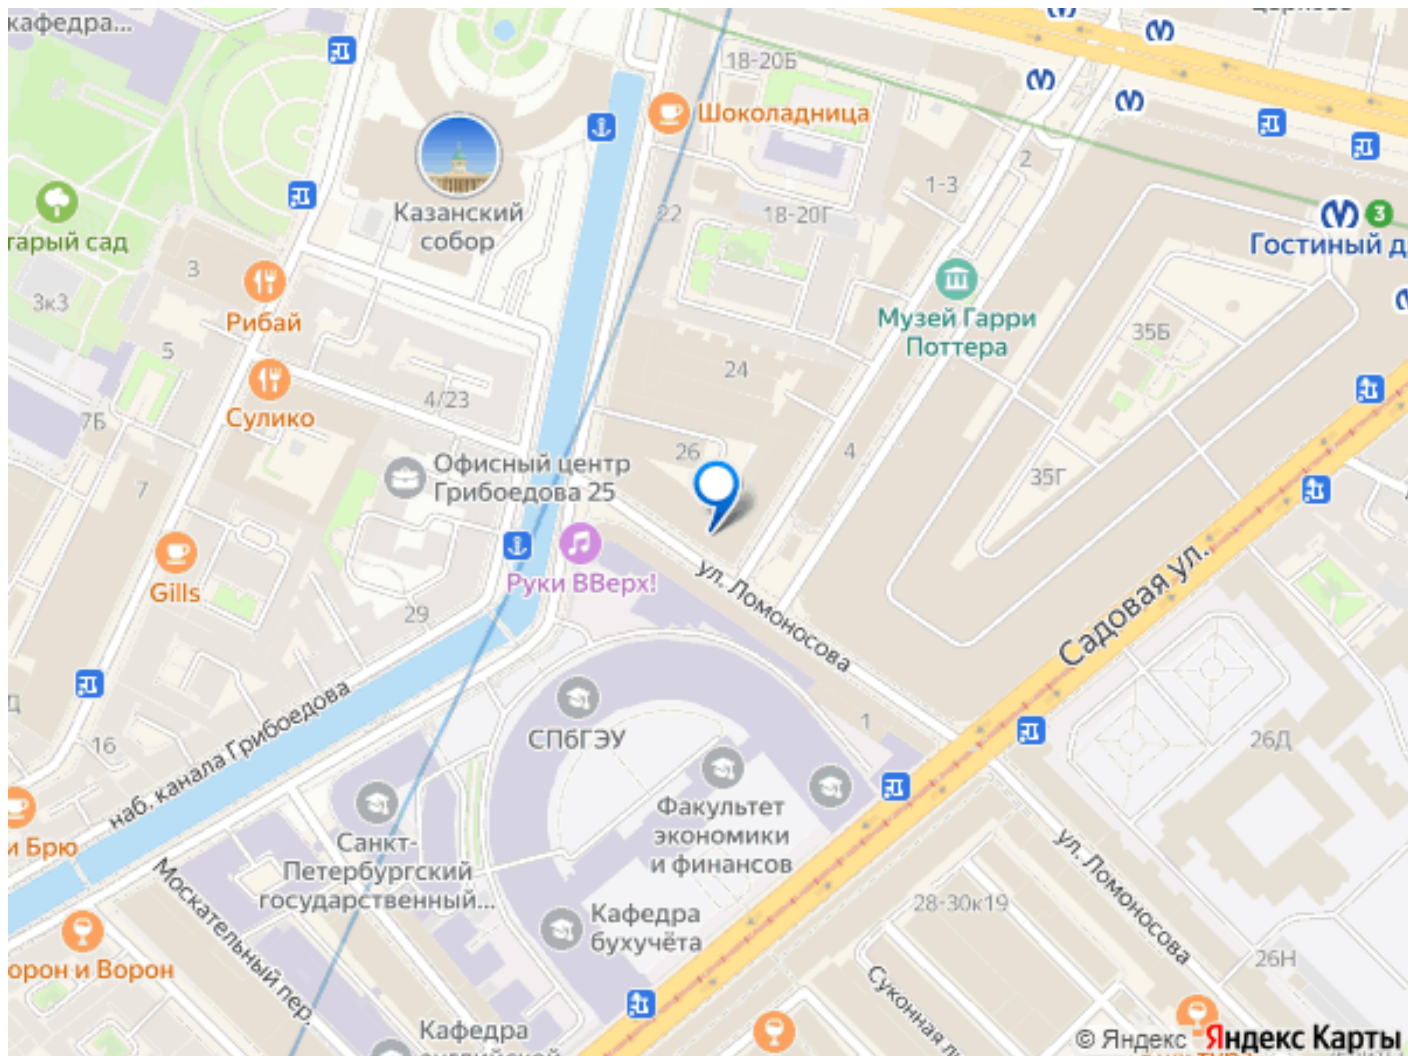 кафедра...
18-20Б
Шоколадница
Казанский
собор
1-3
2
22
18-20Г
3
Гостиный д
тарый сад
3
3к3
Рибай
Музей Гарри
Поттера
35Б
5
24
4/23
7Б
Сулико
26
4
Офисный центр
Грибоедова 25
35Г
7
Gills
Руки ВВерх!
ул. Ломоносова
Садовая ул.
29
наб. канала Грибоедова
16
Д
СПбГЭУ
1
26Д
Факультет
экономики
и финансов
и Брю
Санкт-
Петербургский
государственный...
Москательный пер.
ул. Ломоносова
28-30к19
Кафедра
бухучёта
орон и Ворон
26Н
Суконная л
Кафедра
английской
© Яндекс Яндекс Карты